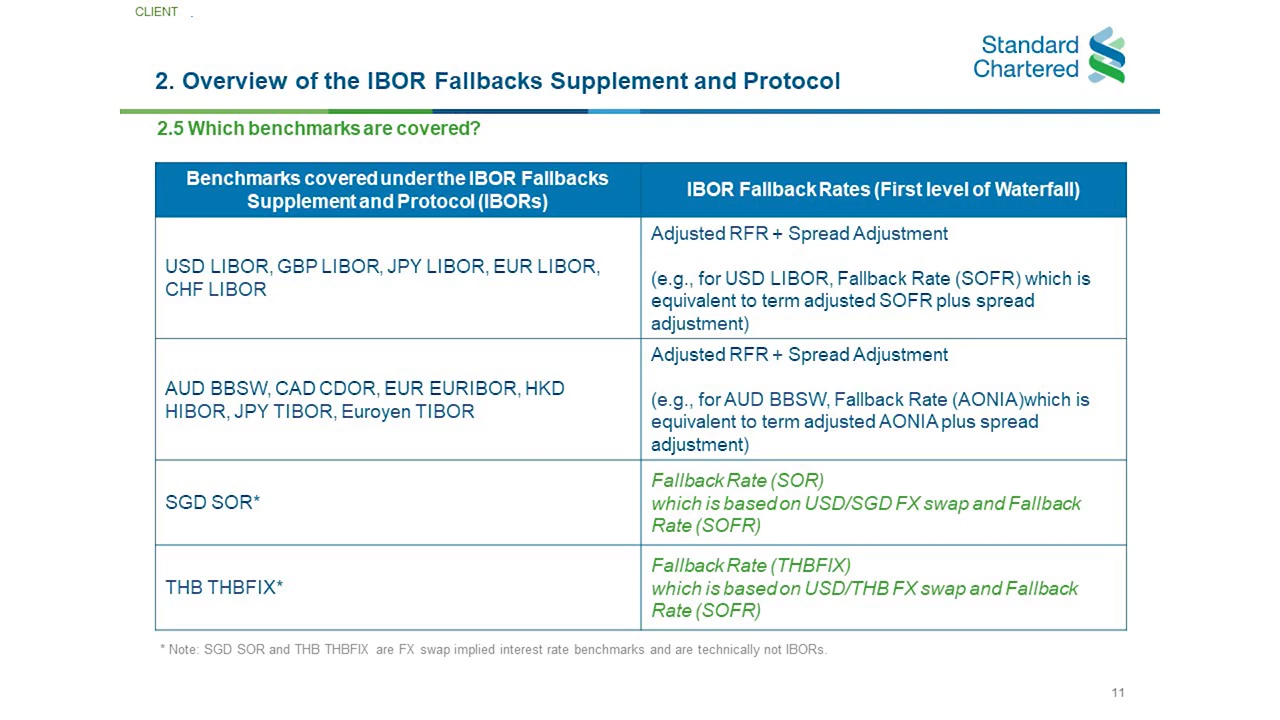 CLIENT .
Standard
Chartered
2. Overview of the IBOR Fallbacks Supplement and Protocol
2.5 Which benchmarks are covered?
Benchmarks covered under the IBOR Fallbacks
Supplement and Protocol (IBORs)
IBOR Fallback Rates (First level of Waterfall)
USD LIBOR, GBP LIBOR, JPY LIBOR, EUR LIBOR,
CHF LIBOR
Adjusted RFR + Spread Adjustment
(e.g., for USD LIBOR, Fallback Rate (SOFR) which is
equivalent to term adjusted SOFR plus spread
adjustment)
AUD BBSW, CAD CDOR, EUR EURIBOR, HKD
HIBOR, JPY TIBOR, Euroyen TIBOR
Adjusted RFR + Spread Adjustment
(e.g., for AUD BBSW, Fallback Rate (AONIA)which is
equivalent to term adjusted AONIA plus spread
adjustment)
SGD SOR*
Fallback Rate (SOR)
which is based on USD/SGD FX swap and Fallback
Rate (SOFR)
THB THBFIX*
Fallback Rate (THBFIX)
which is based on USD/THB FX swap and Fallback
Rate (SOFR)
* Note: SGD SOR and THB THBFIX are FX swap implied interest rate benchmarks and are technically not IBORs.
11